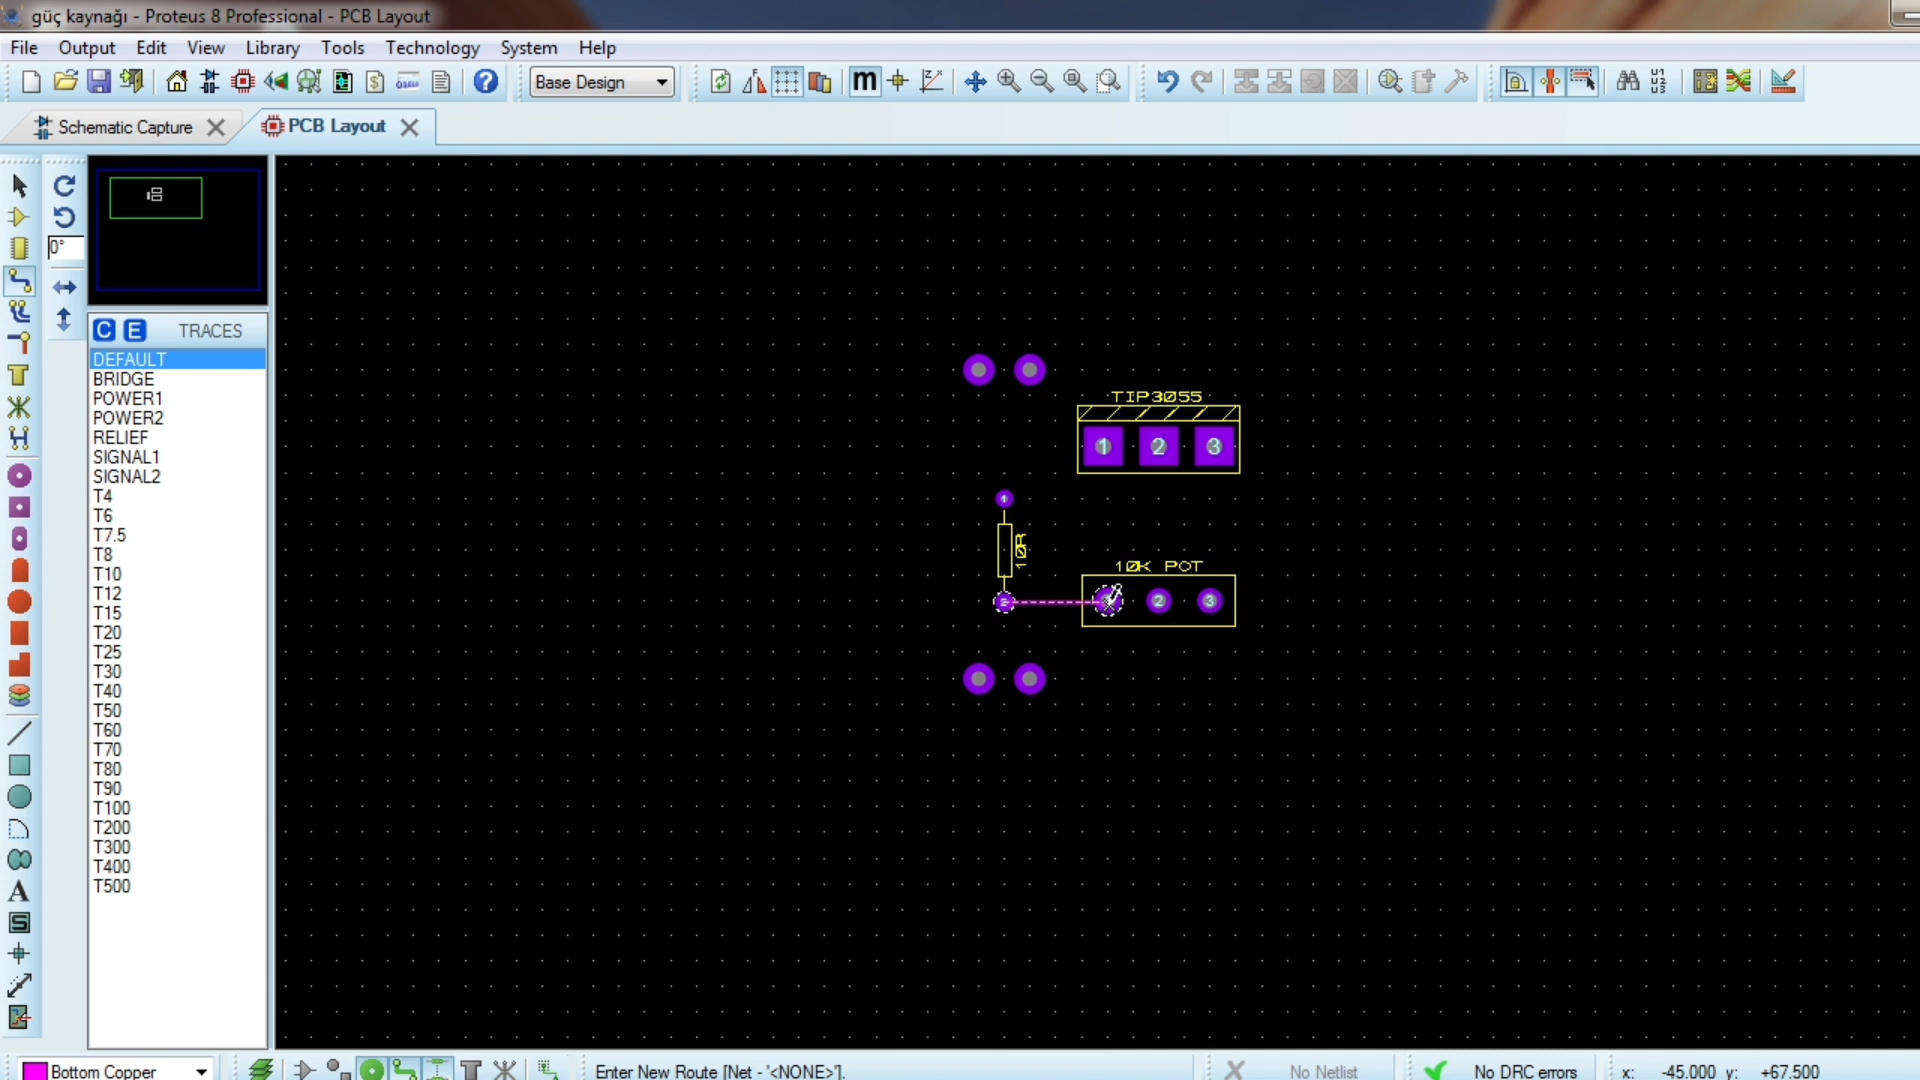 güç kaynağı - Proteus 8 Professional - PCB Layout
File Output Edit View Library Tools Technology System Help
Base Design
m
Schematic Capture
PCB Layout
0°
C E TRACES
DEFAULT
BRIDGE
POWER1
POWER2
RELIEF
SIGNAL1
SIGNAL2
T4
T6
T7.5
T8
T10
T12
T15
T20
T25
T30
T40
T50
T60
T70
T80
T90
T100
T200
T300
T400
T500
TIP3055
1 2 3
1
10R
10K POT
2 2 3
Bottom Copper
Enter New Route [Net - '<NONE>'].
No Netlist
No DRC errors
x: -45.000 y: +67.500